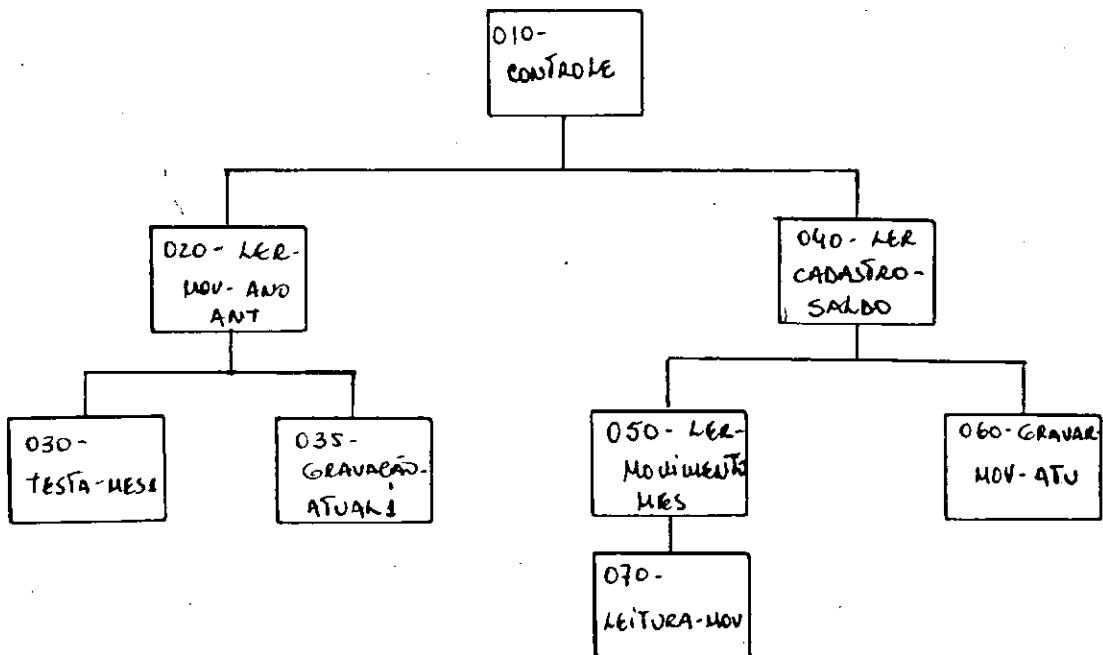 010-
CONTROLE
020- LER-
MOV- ANO
ANT
040- LER
CADASTRO-
SALDO
030-
TESTA-MES1
035-
GRAVAÇÃO-
ATUAL1
050- LER-
MOVIMENTO
MES
060-GRAVAR-
MOV- ATU
070-
LEITURA-MOV